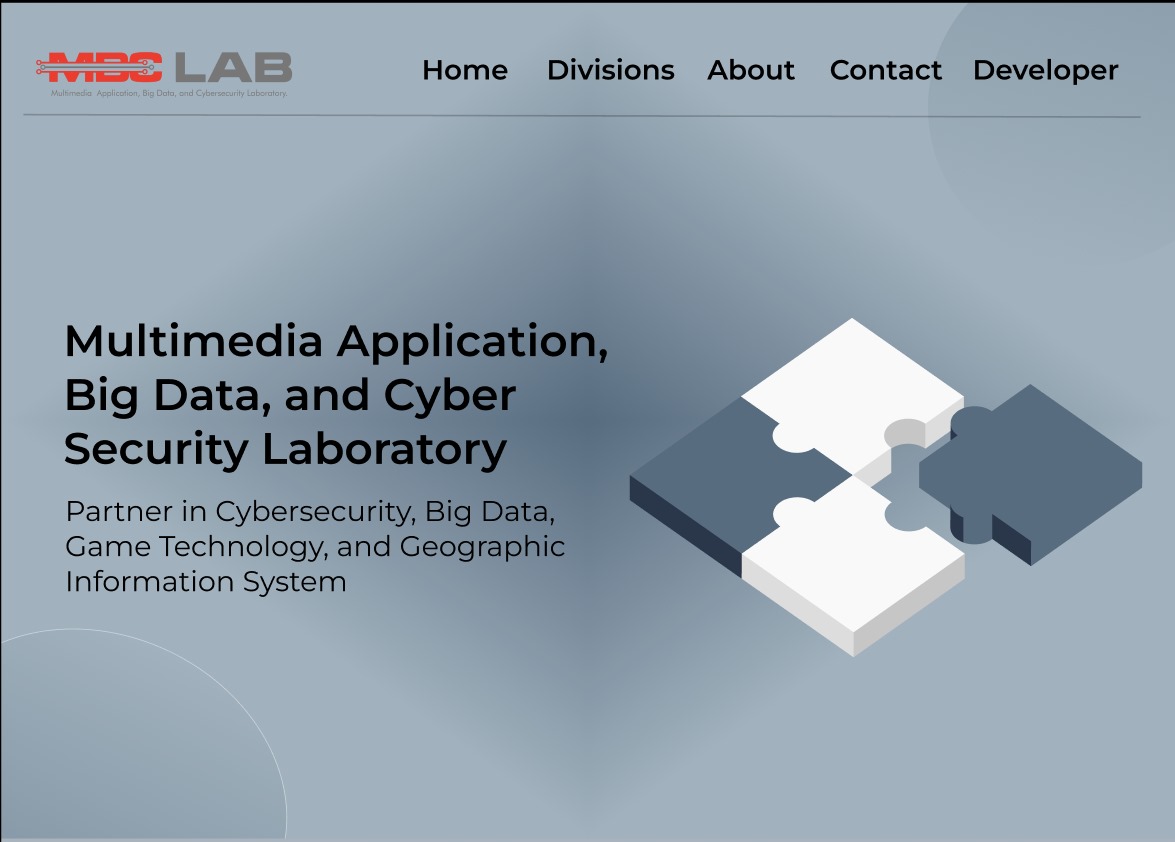 MBC LAB
Multimedia Application, Big Data, and Cybersecurity Laboratory.
Home Divisions About Contact Developer
Multimedia Application,
Big Data, and Cyber
Security Laboratory
Partner in Cybersecurity, Big Data,
Game Technology, and Geographic
Information System